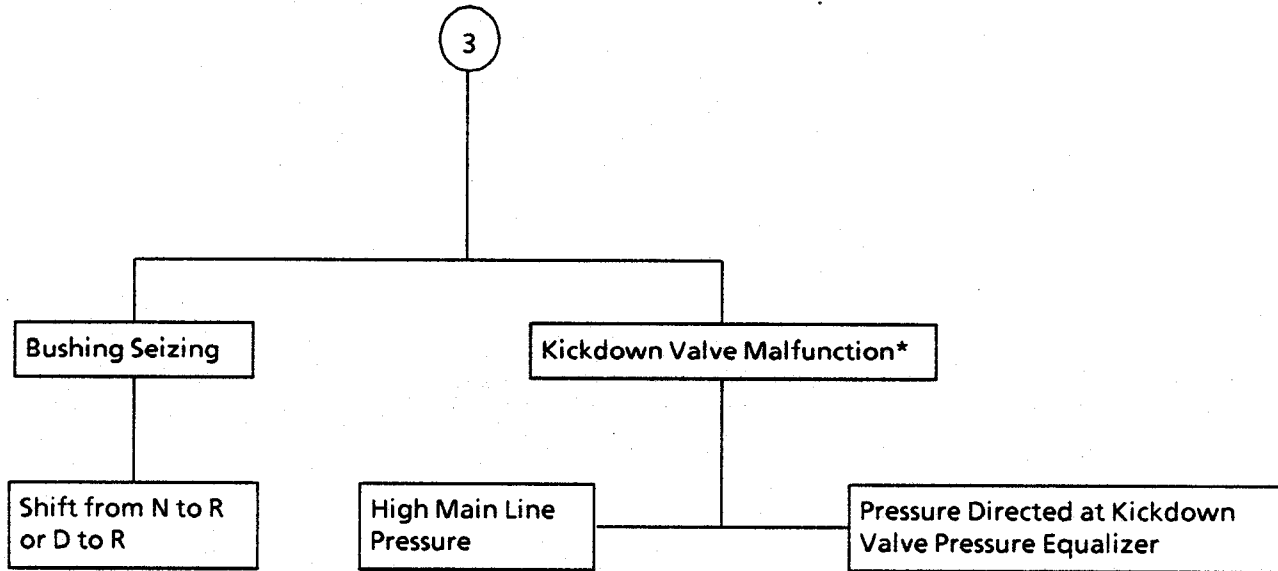 3
Bushing Seizing
Kickdown Valve Malfunction*
Shift from N to R
or D to R
High Main Line
Pressure
Pressure Directed at Kickdown
Valve Pressure Equalizer